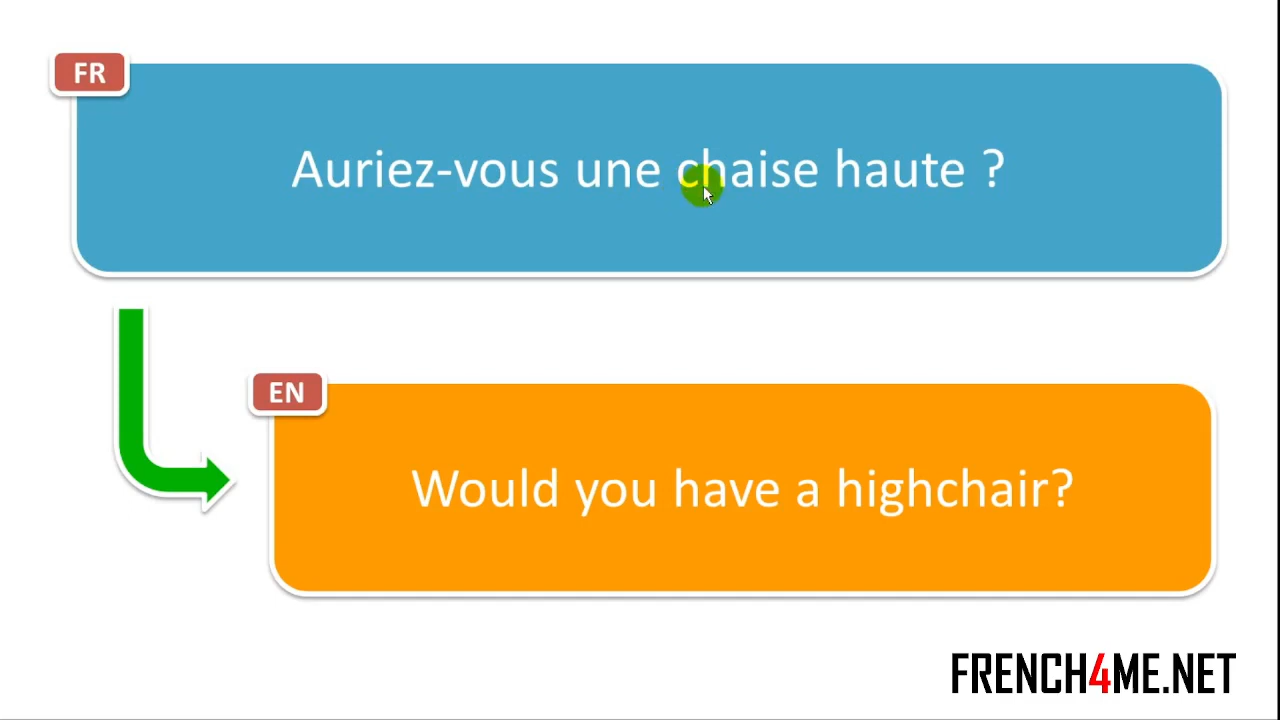 FR
Auriez-vous une chaise haute ?
EN
Would you have a highchair?
FRENCH4ME.NET